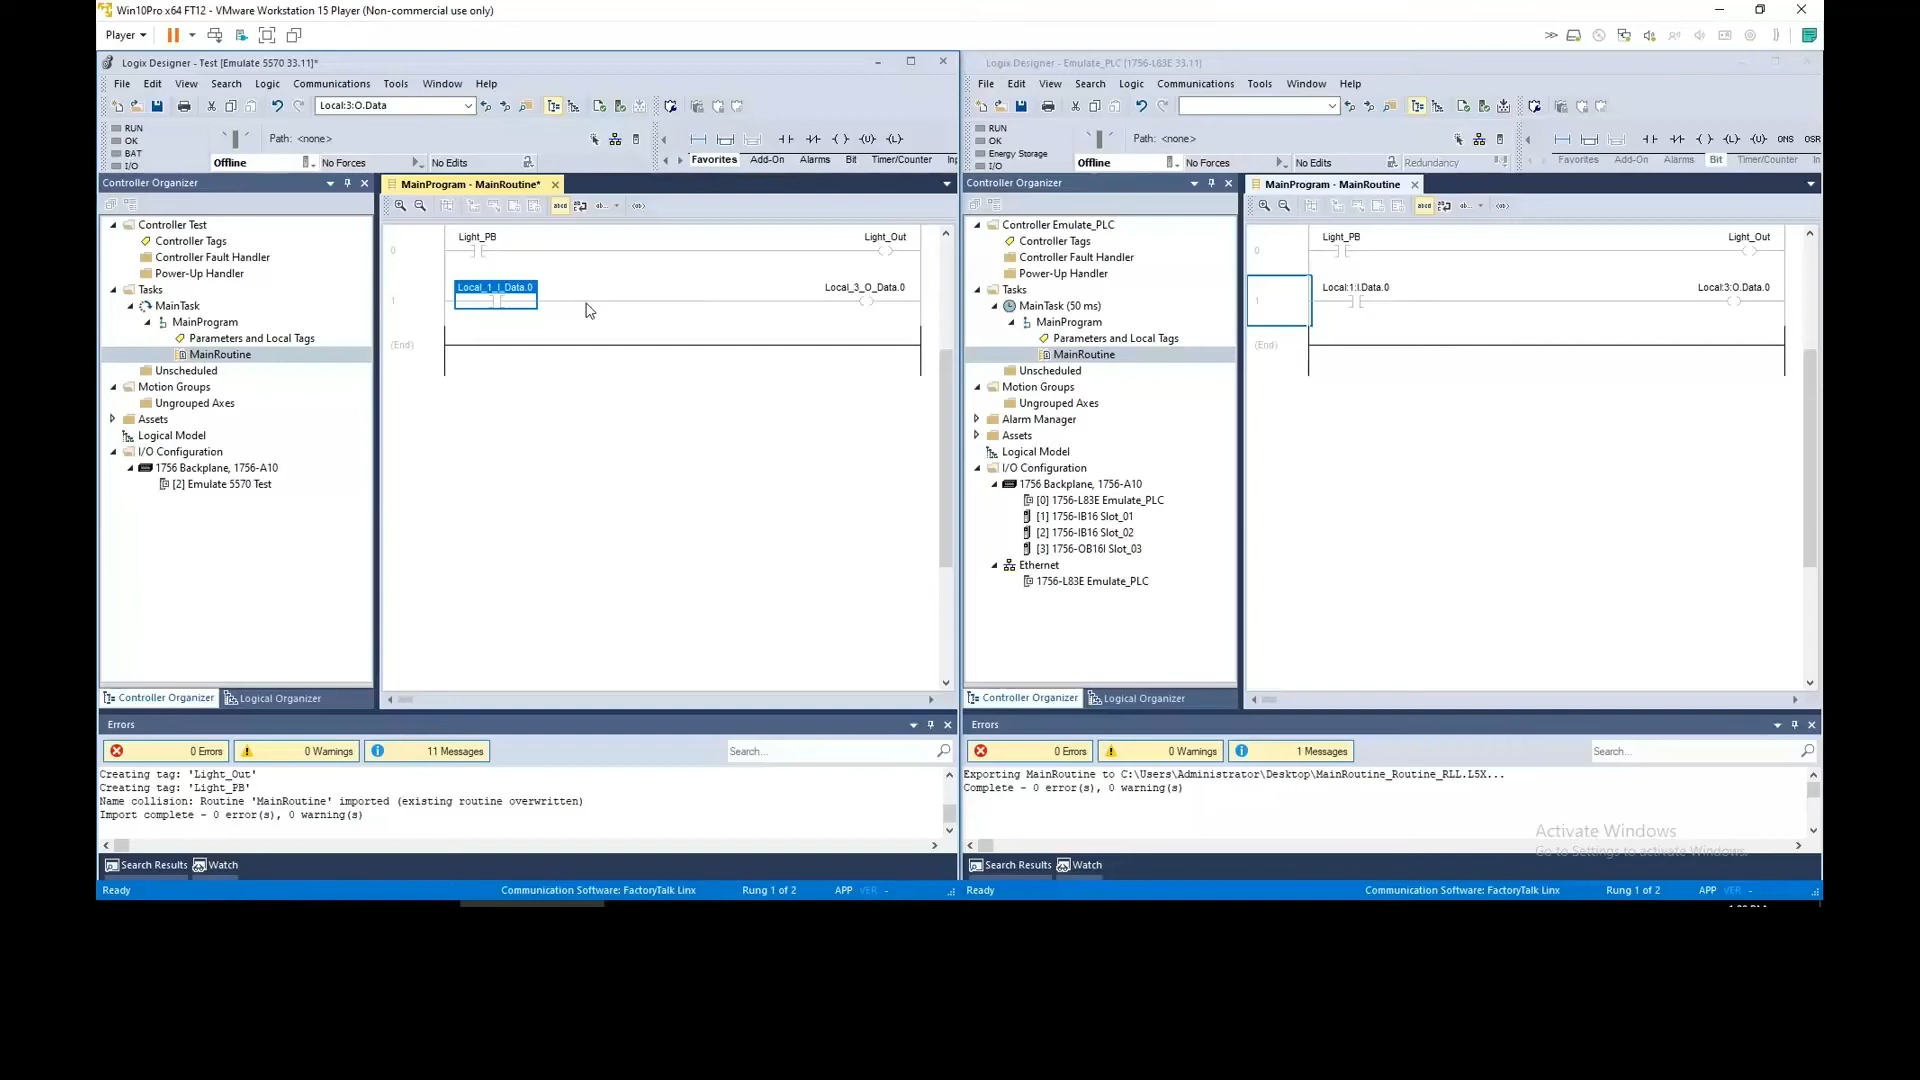 Win10Pro x64 FT12 - VMware Workstation 15 Player (Non-commercial use only)
Player
Logix Designer - Test [Emulate 5570 33.11]*
File Edit View Search Logic Communications Tools Window Help
Local:3:O.Data
RUN
OK
BAT
I/O
Path: <none>
Offline
No Forces
No Edits
Favorites Add-On Alarms Bit Timer/Counter
Controller Organizer
MainProgram - MainRoutine*
Controller Test
Controller Tags
Controller Fault Handler
Power-Up Handler
Tasks
MainTask
MainProgram
Parameters and Local Tags
MainRoutine
Unscheduled
Motion Groups
Ungrouped Axes
Assets
Logical Model
I/O Configuration
1756 Backplane, 1756-A10
[2] Emulate 5570 Test
Light_PB
Light_Out
0
Local_1_I_Data.0
Local_3_O_Data.0
1
(End)
Controller Organizer
Logical Organizer
Errors
0 Errors
0 Warnings
11 Messages
Search...
Creating tag: 'Light_Out'
Creating tag: 'Light_PB'
Name collision: Routine 'MainRoutine' imported (existing routine overwritten)
Import complete - 0 error(s), 0 warning(s)
Search Results
Watch
Ready
Communication Software: FactoryTalk Linx
Rung 1 of 2
APP
VER
-
Logix Designer - Emulate_PLC [1756-L83E 33.11]
File Edit View Search Logic Communications Tools Window Help
RUN
OK
Energy Storage
I/O
Path: <none>
Offline
No Forces
No Edits
Redundancy
ONS
OSR
Favorites Add-On Alarms Bit Timer/Counter
Controller Organizer
MainProgram - MainRoutine
Controller Emulate_PLC
Controller Tags
Controller Fault Handler
Power-Up Handler
Tasks
MainTask (50 ms)
MainProgram
Parameters and Local Tags
MainRoutine
Unscheduled
Motion Groups
Ungrouped Axes
Alarm Manager
Assets
Logical Model
I/O Configuration
1756 Backplane, 1756-A10
[0] 1756-L83E Emulate_PLC
[1] 1756-IB16 Slot_01
[2] 1756-IB16 Slot_02
[3] 1756-OB16I Slot_03
Ethernet
1756-L83E Emulate_PLC
Light_PB
Light_Out
0
Local:1:I.Data.0
Local:3:O.Data.0
1
(End)
Controller Organizer
Logical Organizer
Errors
0 Errors
0 Warnings
1 Messages
Search...
Exporting MainRoutine to C:\Users\Administrator\Desktop\MainRoutine_Routine_RLL.L5X...
Complete - 0 error(s), 0 warning(s)
Activate Windows
Go to Settings to activate Windows.
Search Results
Watch
Ready
Communication Software: FactoryTalk Linx
Rung 1 of 2
APP
VER
-